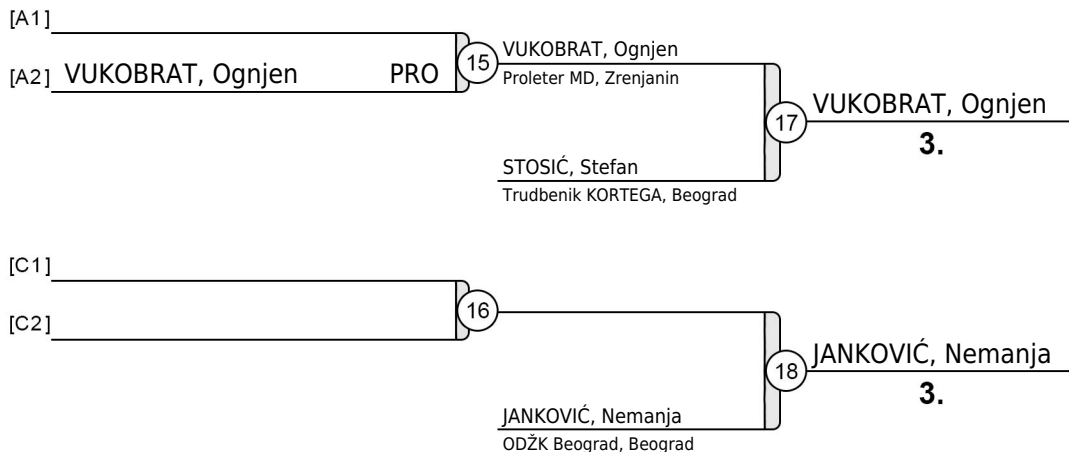 [A1]
[A2] VUKOBRAT, Ognjen PRO
15
VUKOBRAT, Ognjen
Proleter MD, Zrenjanin
17
VUKOBRAT, Ognjen
3.
STOSIĆ, Stefan
Trudbenik KORTEGA, Beograd
[C1]
[C2]
16
18
JANKOVIĆ, Nemanja
3.
JANKOVIĆ, Nemanja
ODŽK Beograd, Beograd